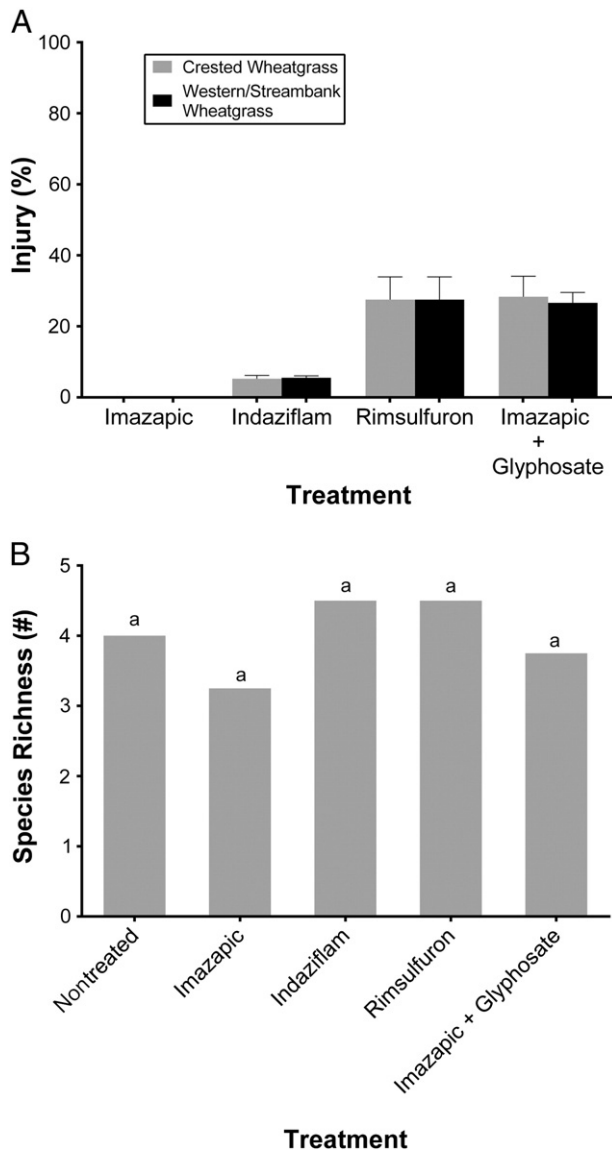 A
100
80
60
40
20
0
Injury (%)
Crested Wheatgrass
Western/Streambank
Wheatgrass
Imazapic
Indaziflam
Rimsulfuron
Imazapic
+
Glyphosate
Treatment
B
5
4
3
2
1
0
Species Richness (#)
a
a
a
a
a
Nontreated
Imazapic
Indaziflam
Rimsulfuron
Imazapic + Glyphosate
Treatment